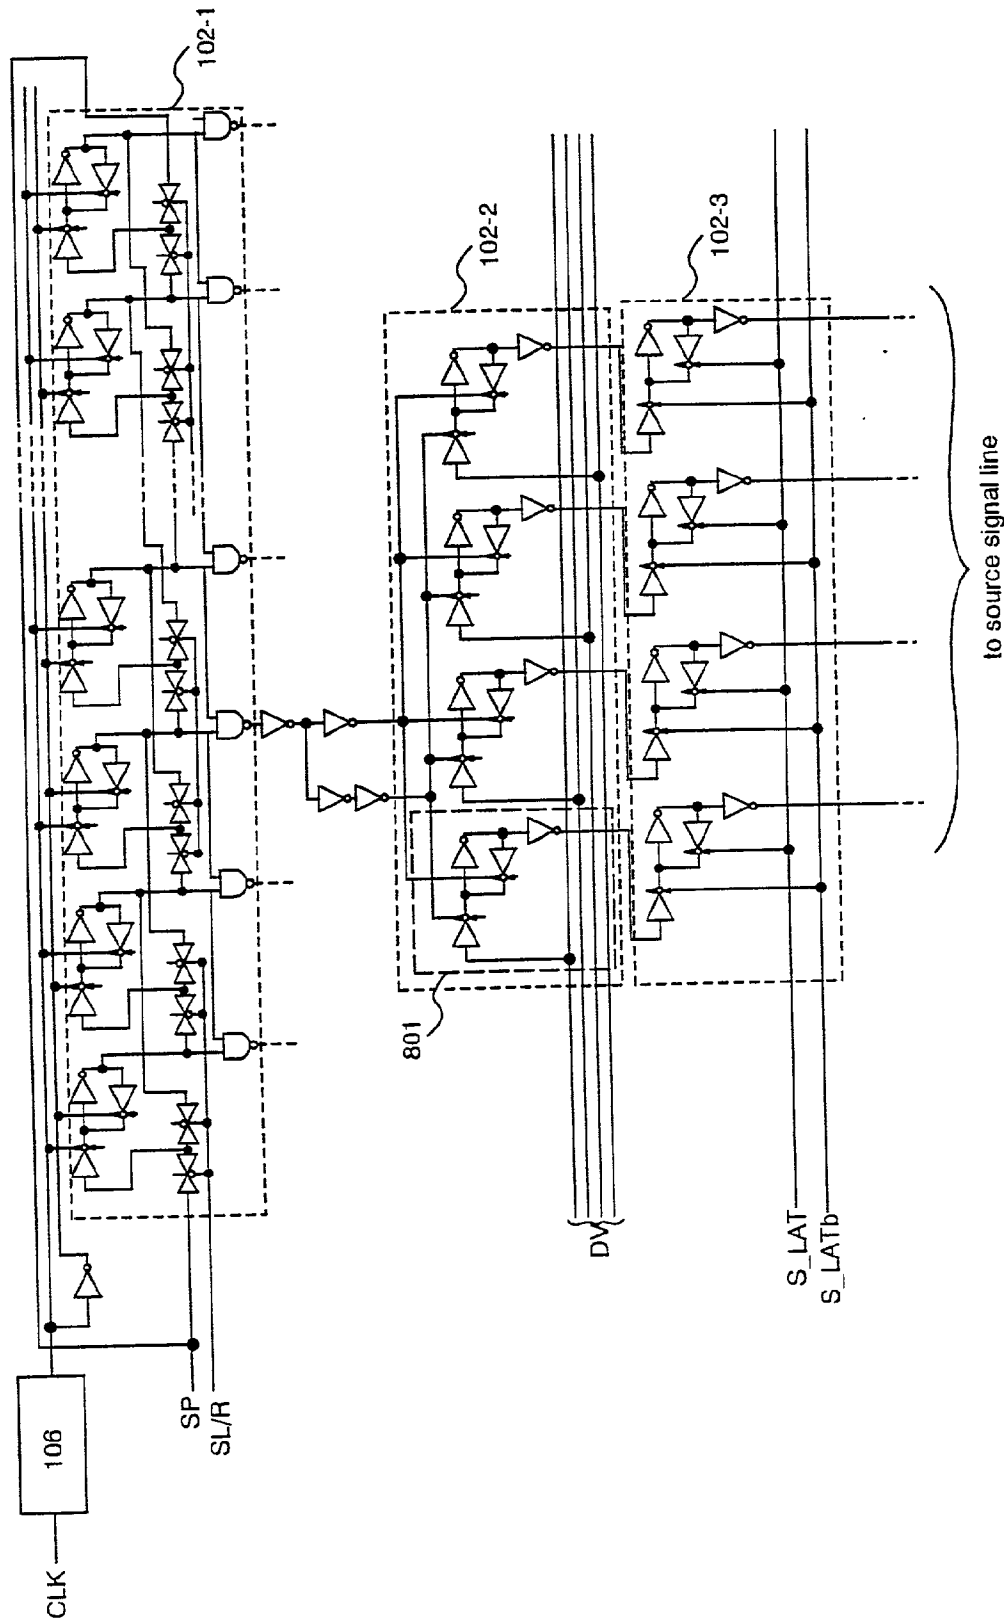 CLK
106
SP
SL/R
102-1
102-2
801
DV
102-3
S_LAT
S_LATb
to source signal line